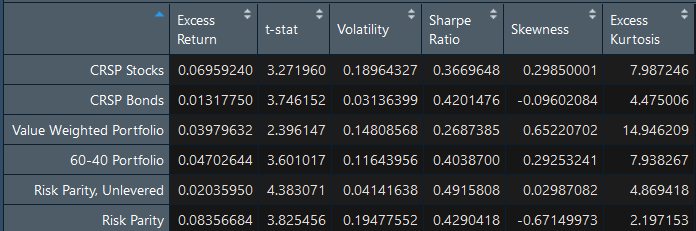 Excess Return t-stat Volatility Sharpe Ratio Skewness Excess Kurtosis
CRSP Stocks 0.06959240 3.271960 0.18964327 0.3669648 0.29850001 7.987246
CRSP Bonds 0.01317750 3.746152 0.03136399 0.4201476 -0.09602084 4.475006
Value Weighted Portfolio 0.03979632 2.396147 0.14808568 0.2687385 0.65220702 14.946209
60-40 Portfolio 0.04702644 3.601017 0.11643956 0.4038700 0.29253241 7.938267
Risk Parity, Unlevered 0.02035950 4.383071 0.04141638 0.4915808 0.02987082 4.869418
Risk Parity 0.08356684 3.825456 0.19477552 0.4290418 -0.67149973 2.197153